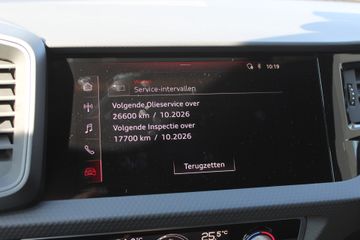 10:19
Service-intervallen
Volgende Olieservice over
26600 km / 10.2026
Volgende Inspectie over
17700 km / 10.2026
Terugzetten
25.5°